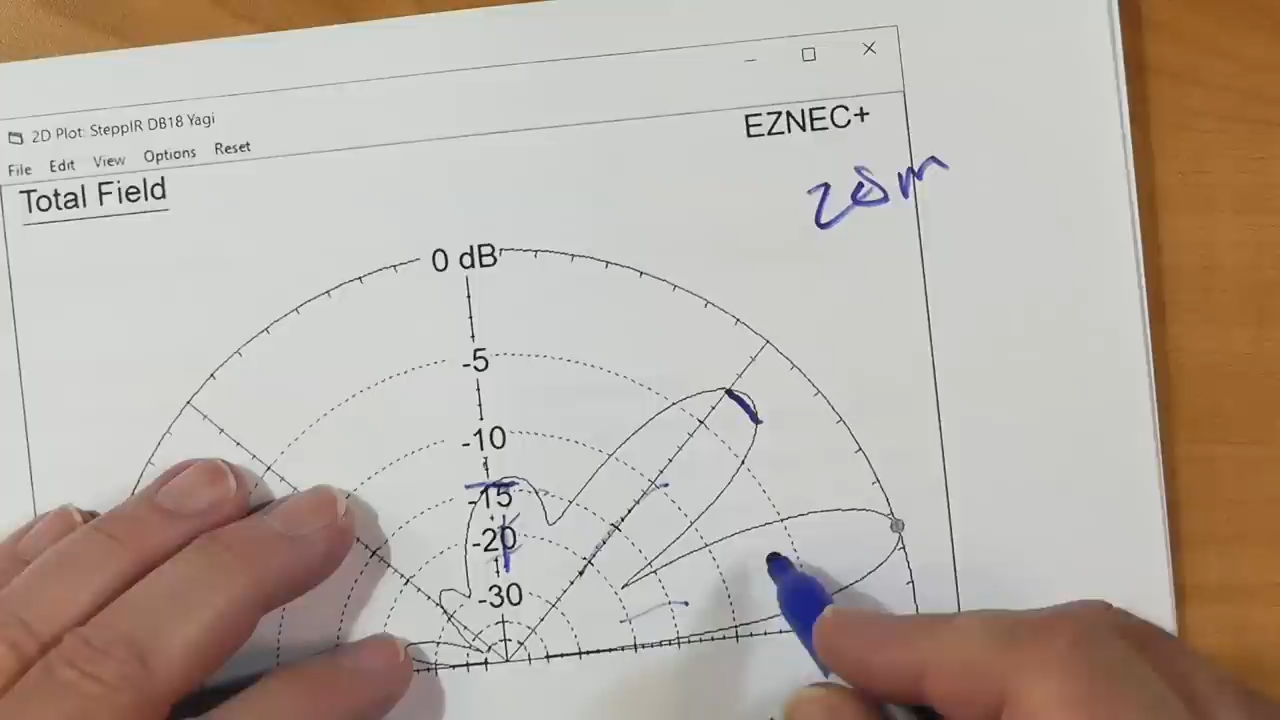 2D Plot: SteppIR DB18 Yagi
File Edit View Options Reset
EZNEC+
Total Field
20m
0 dB
-5
-10
-15
-20
-30